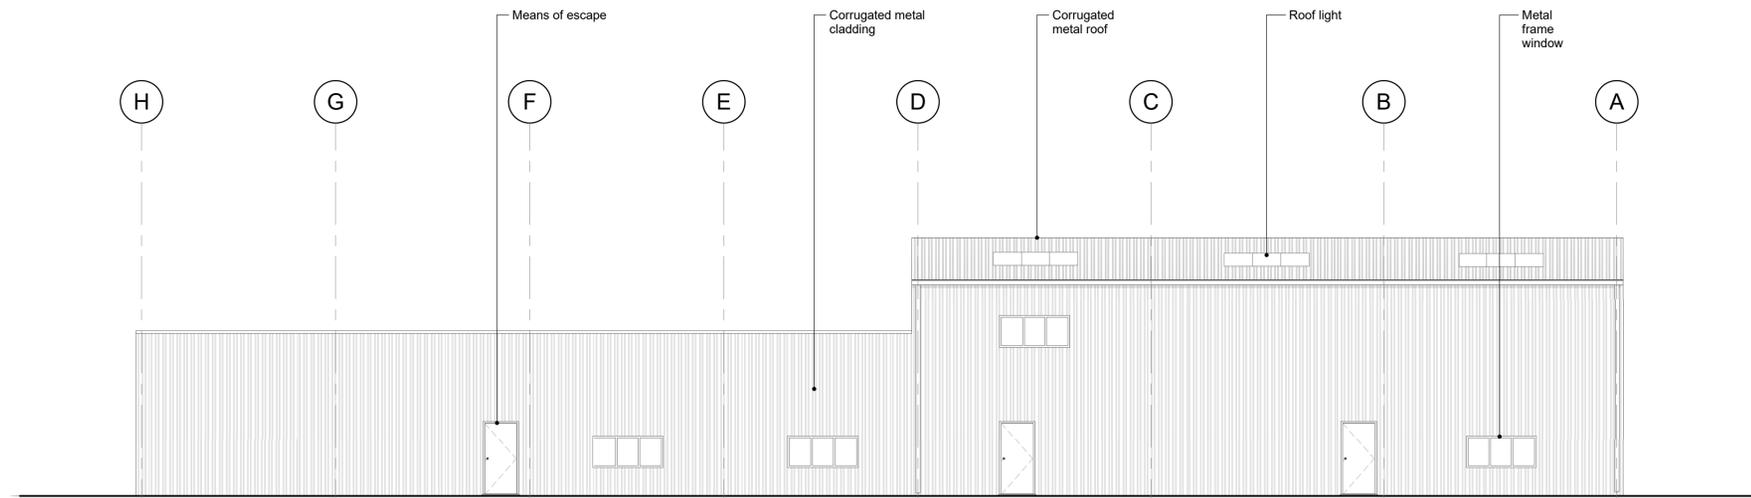 Means of escape
Corrugated metal
cladding
Corrugated
metal roof
Roof light
Metal
frame
window
H
G
F
E
D
C
B
A